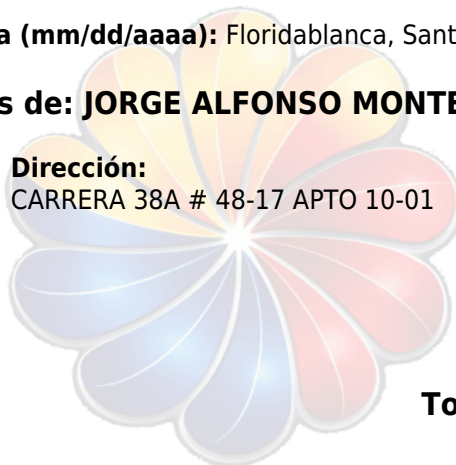 a (mm/dd/aaaa): Floridablanca, Sant
s de: JORGE ALFONSO MONTE
Dirección:
CARRERA 38A # 48-17 APTO 10-01
To